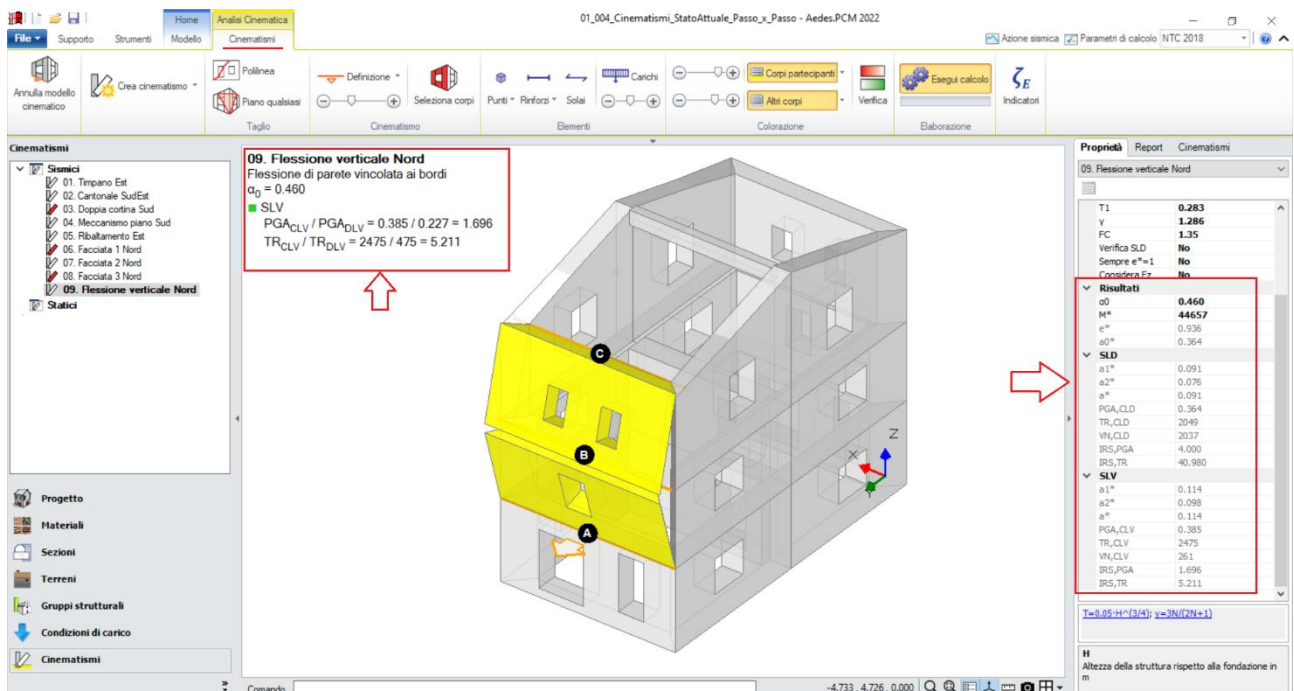 01_004_Cinematismi_StatoAttuale_Passo_x_Passo - Aedes.PCM 2022
Home
Analisi Cinematica
File
Supporto
Strumenti
Modello
Cinematismi
Azione sismica
Parametri di calcolo
NTC 2018
Annulla modello cinematico
Crea cinematismo
Polilinea
Piano qualsiasi
Taglio
Definizione
Seleziona corpi
Cinematismo
Punti
Rinforzi
Solai
Carichi
Elementi
Corpi partecipanti
Altri corpi
Verifica
Colorazione
Esegui calcolo
Elaborazione
ζE
Indicatori
Cinematismi
Sismici
01. Timpano Est
02. Cantonale SudEst
03. Doppia cortina Sud
04. Meccanismo piano Sud
05. Ribaltamento Est
06. Facciata 1 Nord
07. Facciata 2 Nord
08. Facciata 3 Nord
09. Flessione verticale Nord
Statici
Progetto
Materiali
Sezioni
Terreni
Gruppi strutturali
Condizioni di carico
Cinematismi
09. Flessione verticale Nord
Flessione di parete vincolata ai bordi
α0 = 0.460
SLV
PGACLV / PGADLV = 0.385 / 0.227 = 1.696
TRCLV / TRDLV = 2475 / 475 = 5.211
C
B
A
Z
X
Y
Comando
-4.733 , 4.726 , 0.000
Proprietà
Report
Cinematismi
09. Flessione verticale Nord
T1 0.283
γ 1.286
FC 1.35
Verifica SLD No
Sempre e*=1 No
Considera Ez No
Risultati
α0 0.460
M* 44657
e* 0.936
a0* 0.364
SLD
a1* 0.091
a2* 0.076
a* 0.091
PGA,CLD 0.364
TR,CLD 2049
VN,CLD 2037
IRS,PGA 4.000
IRS,TR 40.980
SLV
a1* 0.114
a2* 0.098
a* 0.114
PGA,CLV 0.385
TR,CLV 2475
VN,CLV 261
IRS,PGA 1.696
IRS,TR 5.211
T=0.05·H^(3/4); γ=3N/(2N+1)
H
Altezza della struttura rispetto alla fondazione in
m